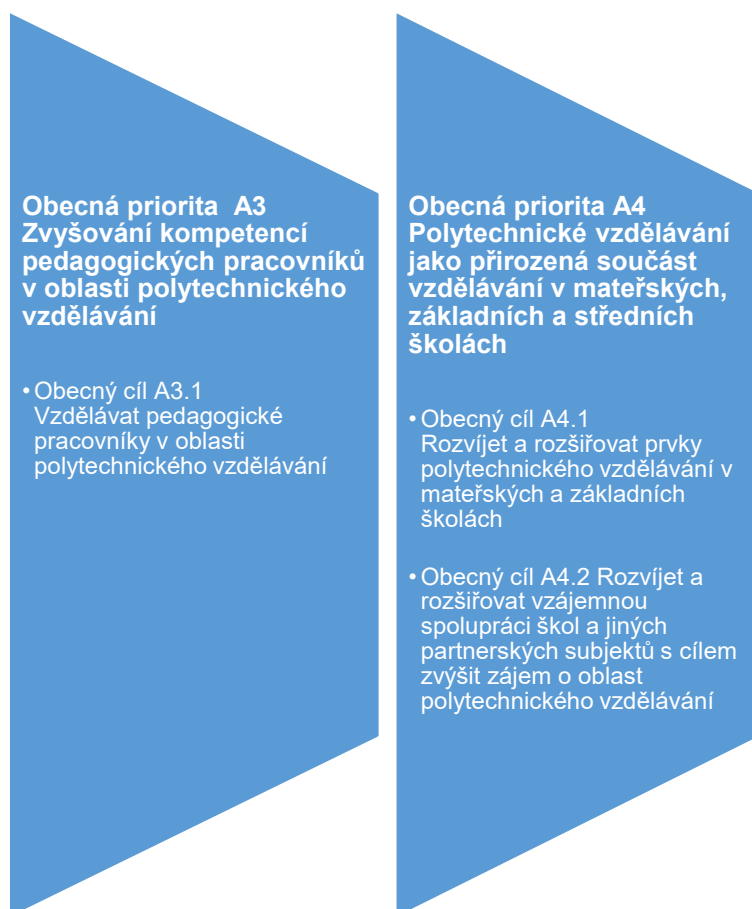 Obecná priorita A3
Zvyšování kompetencí
pedagogických pracovníků
v oblasti polytechnického
vzdělávání
• Obecný cíl A3.1
Vzdělávat pedagogické
pracovníky v oblasti
polytechnického vzdělávání
Obecná priorita A4
Polytechnické vzdělávání
jako přirozená součást
vzdělávání v mateřských,
základních a středních
školách
• Obecný cíl A4.1
Rozvíjet a rozšiřovat prvky
polytechnického vzdělávání v
mateřských a základních
školách
• Obecný cíl A4.2 Rozvíjet a
rozšiřovat vzájemnou
spolupráci škol a jiných
partnerských subjektů s cílem
zvýšit zájem o oblast
polytechnického vzdělávání